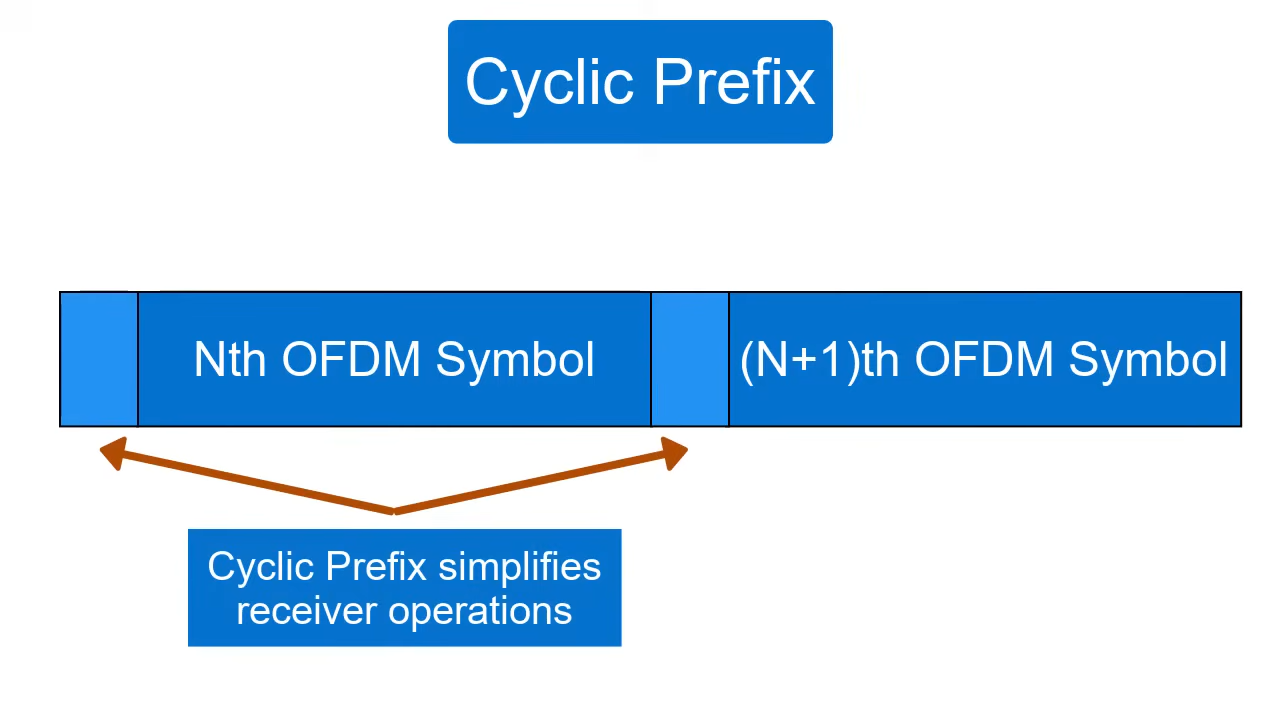 Cyclic Prefix
Nth OFDM Symbol
(N+1)th OFDM Symbol
Cyclic Prefix simplifies
receiver operations